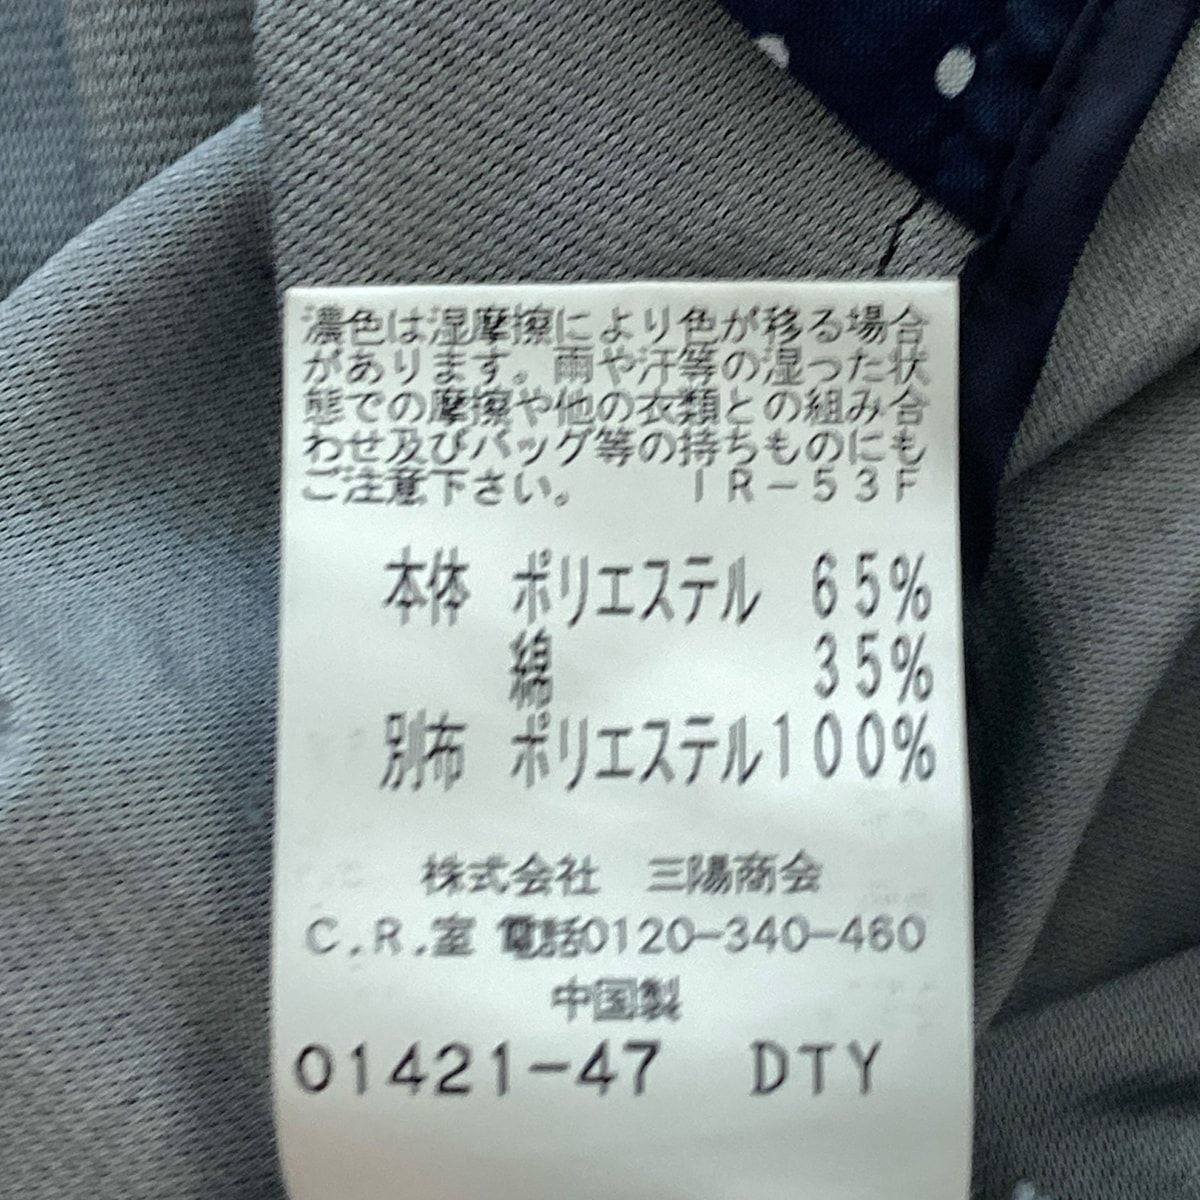 濃色は湿摩擦により色が移る場合
があります。雨や汗等の湿った状
態での摩擦や他の衣類との組み合
わせ及びバッグ等の持ちものにも
ご注意下さい。　　ＩＲ－５３Ｆ
本体 ポリエステル 65%
綿 35%
別布 ポリエステル100%
株式会社　三陽商会
C.R.室 電話0120-340-460
中国製
01421-47 DTY